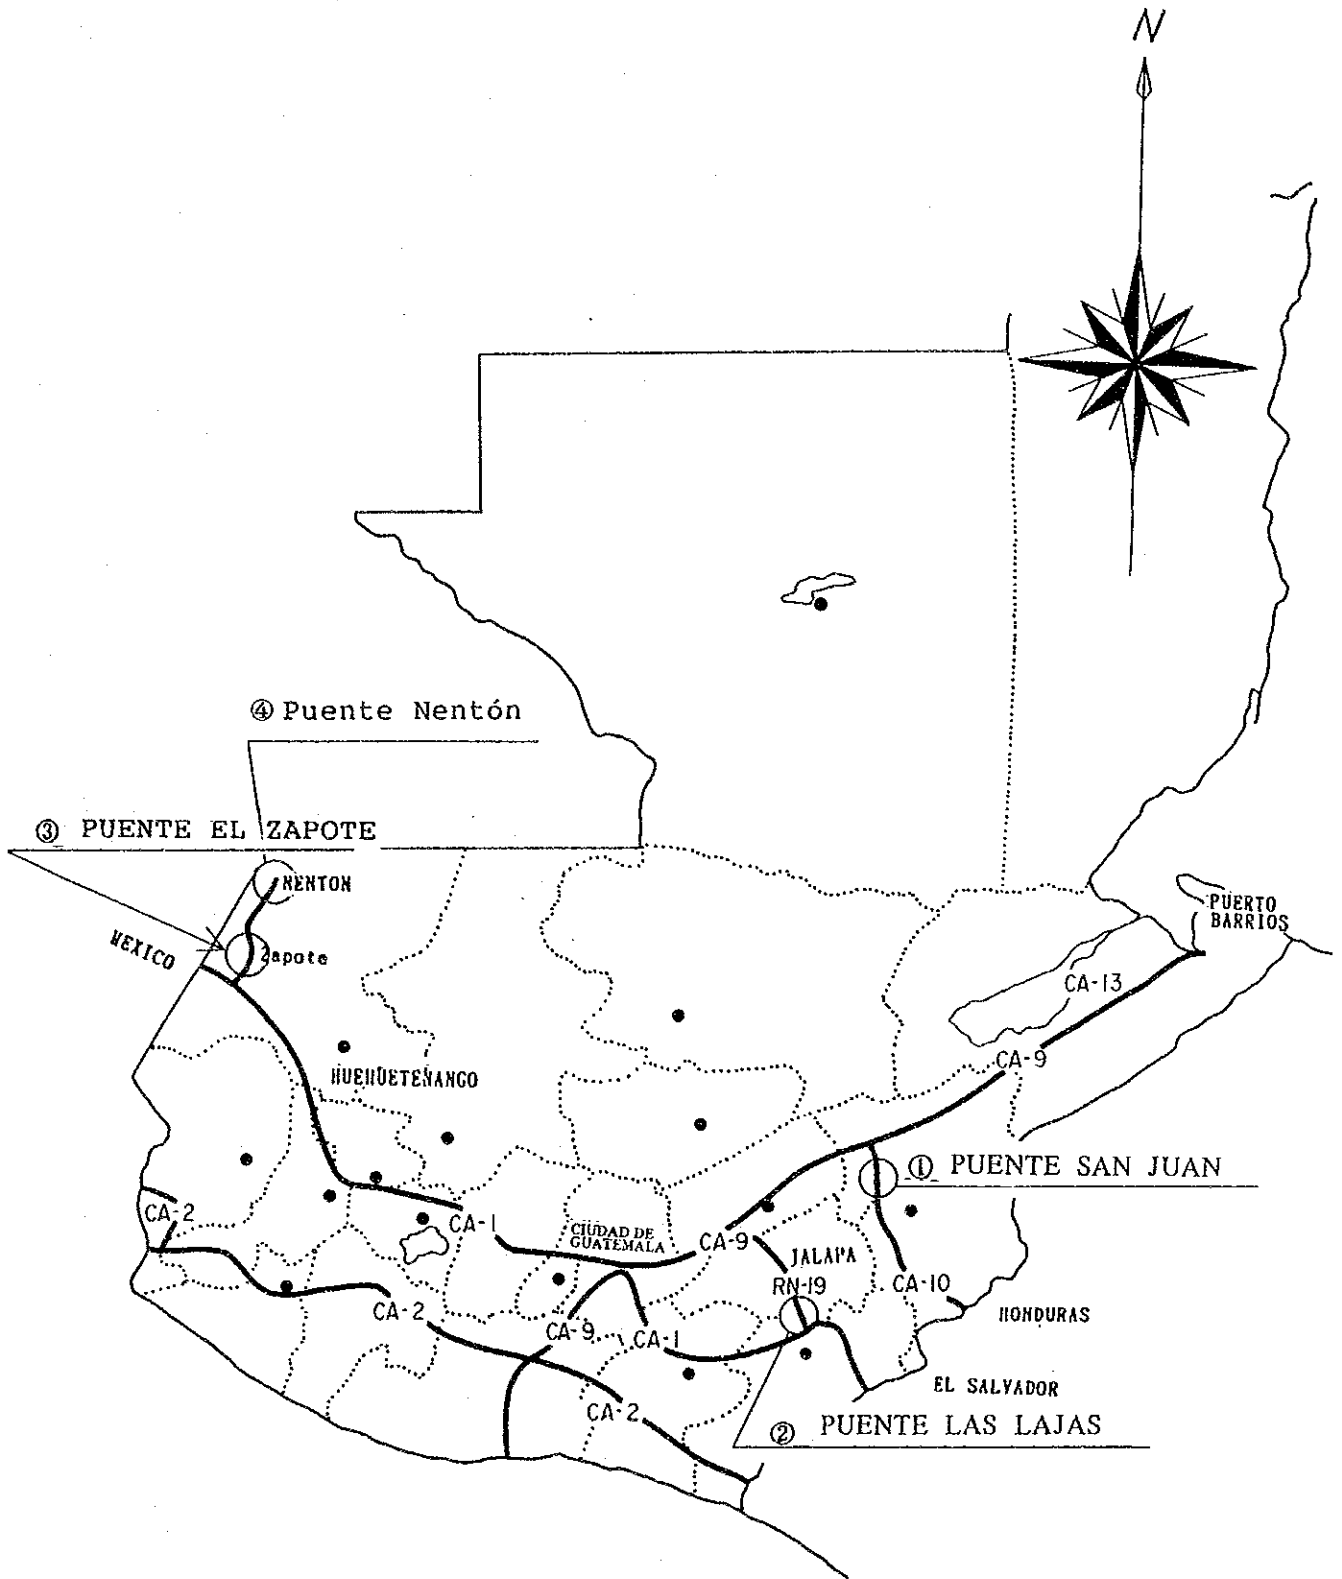 N
④ Puente Nentón
③ PUENTE EL ZAPOTE
NENTON
MEXICO
Zapote
PUERTO
BARRIOS
CA-13
CA-9
HUEHUETENANGO
① PUENTE SAN JUAN
CA-2
CA-1
CIUDAD DE
GUATEMALA
CA-9
JALAPA
RN-19
CA-10
CA-2
CA-9
CA-1
HONDURAS
EL SALVADOR
CA-2
② PUENTE LAS LAJAS